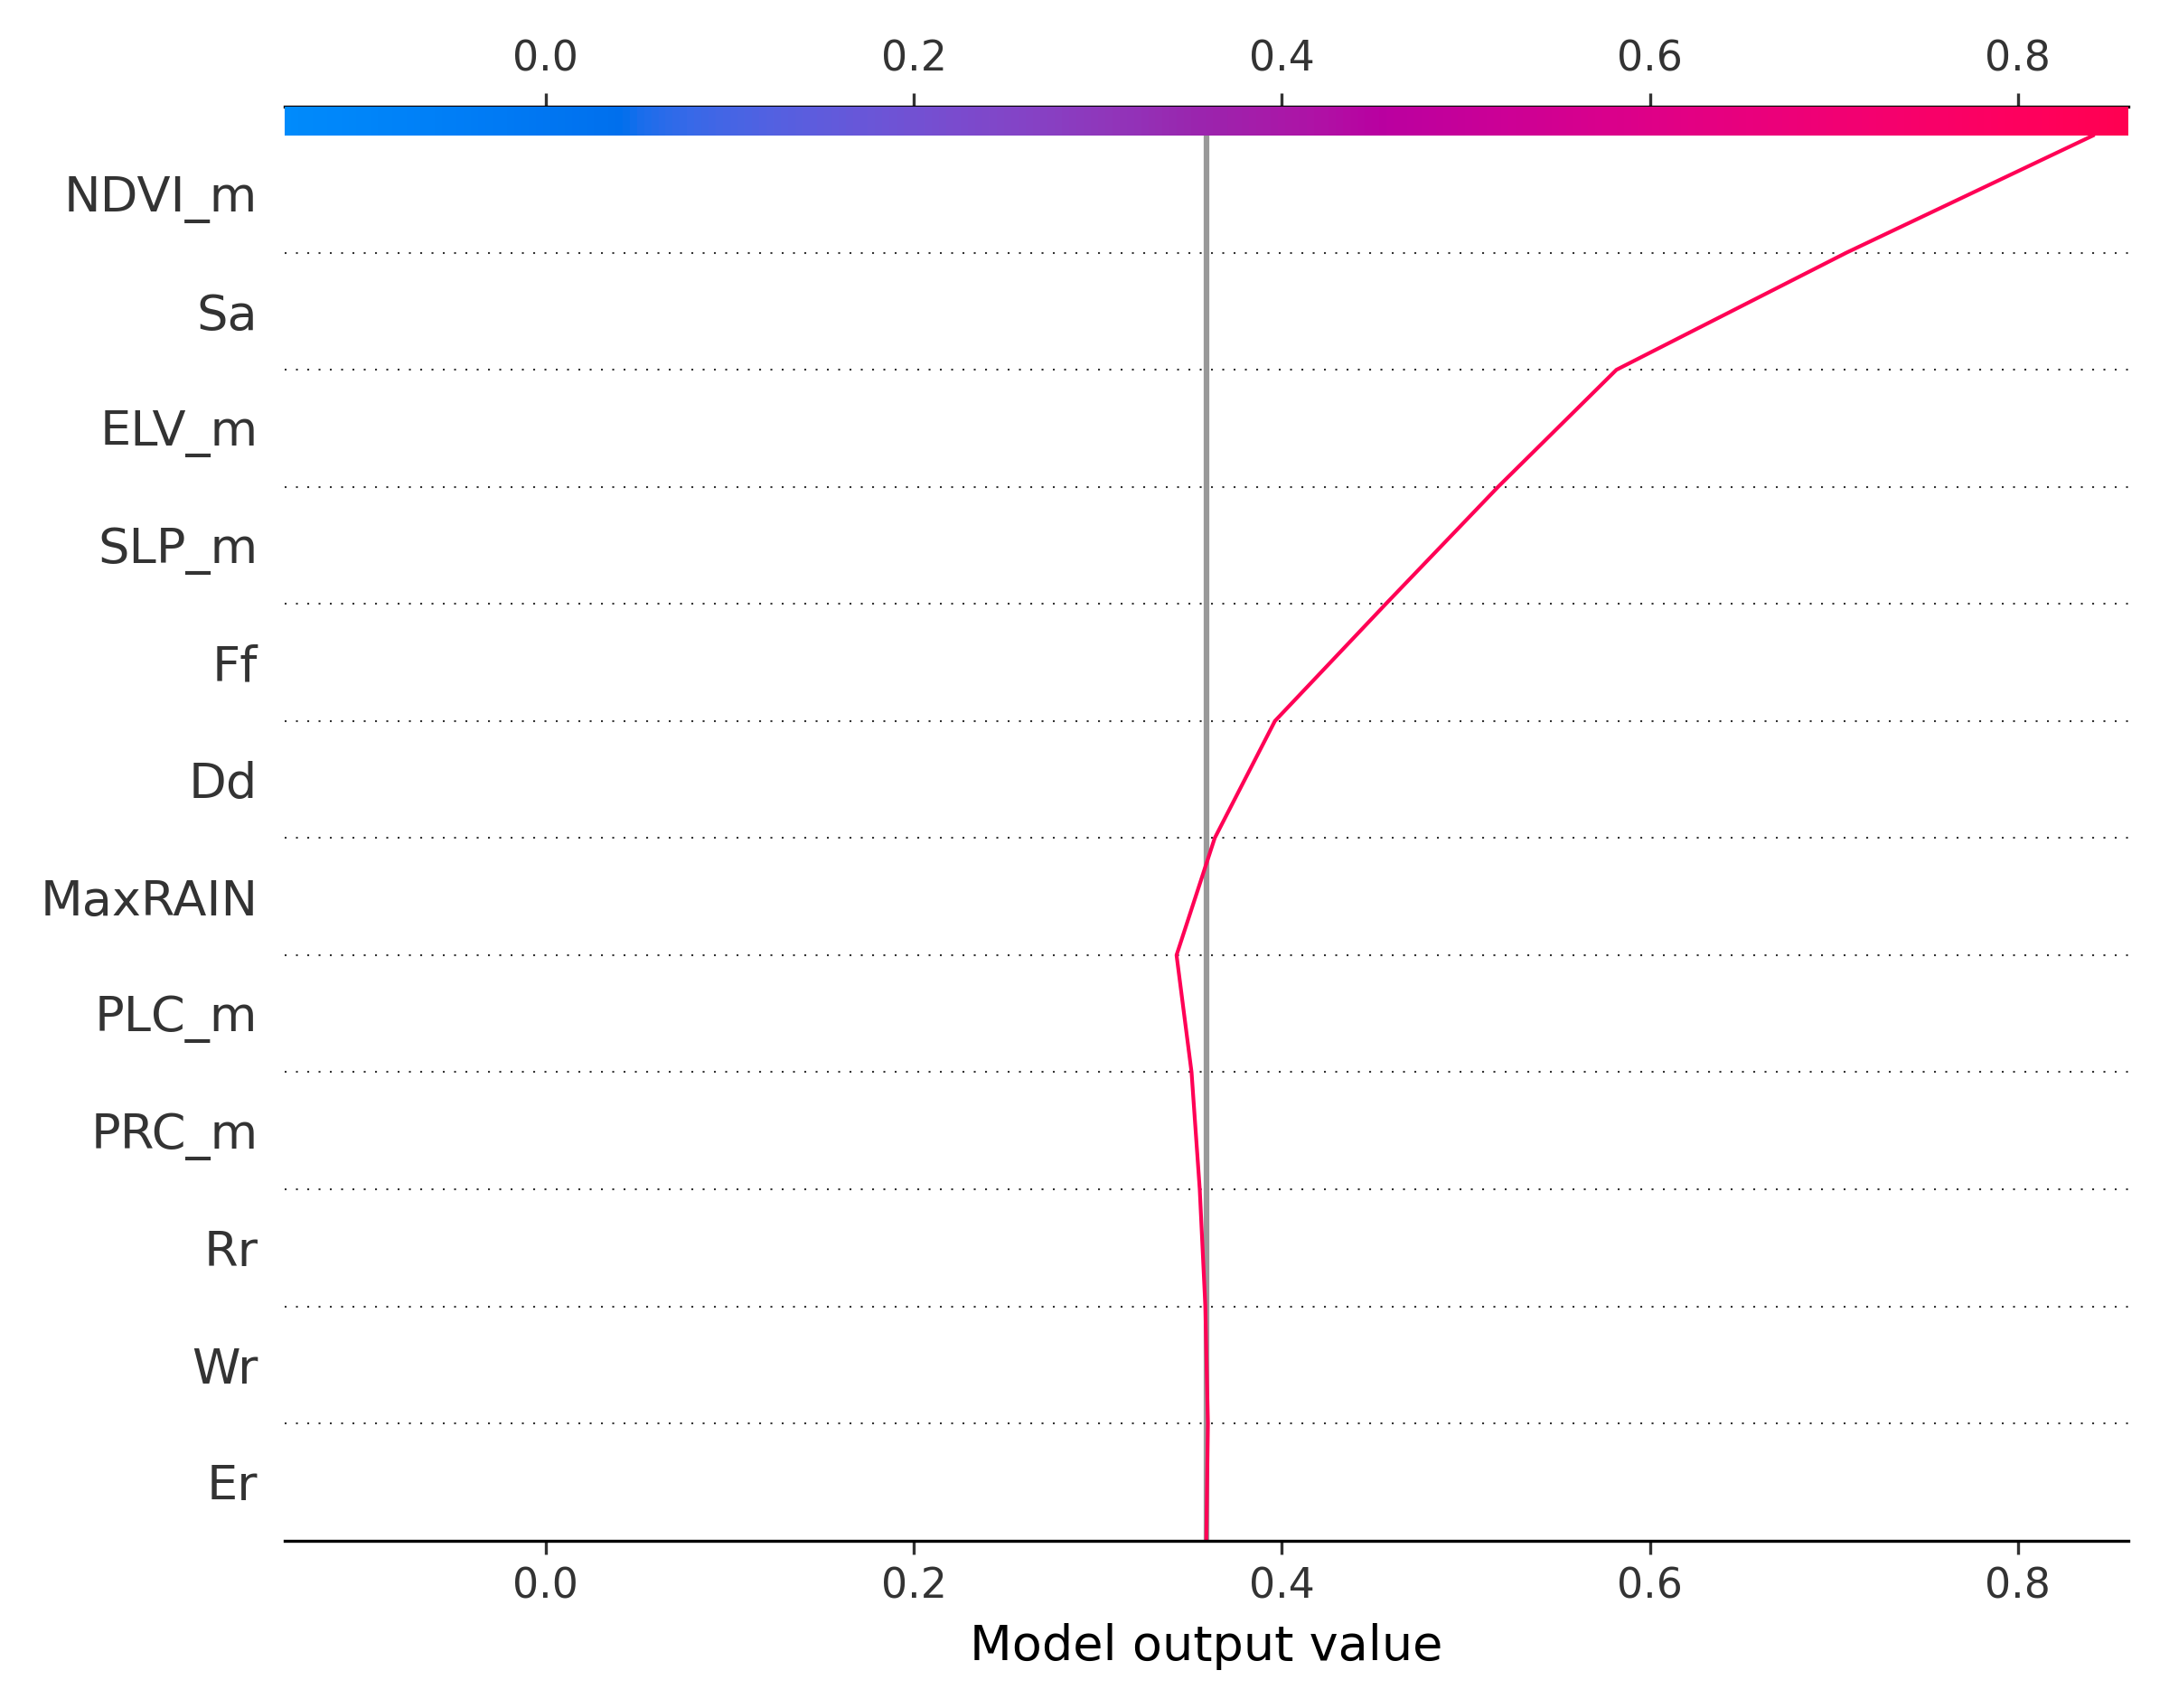 0.0 0.2 0.4 0.6 0.8
NDVI_m
Sa
ELV_m
SLP_m
Ff
Dd
MaxRAIN
PLC_m
PRC_m
Rr
Wr
Er
0.0 0.2 0.4 0.6 0.8
Model output value